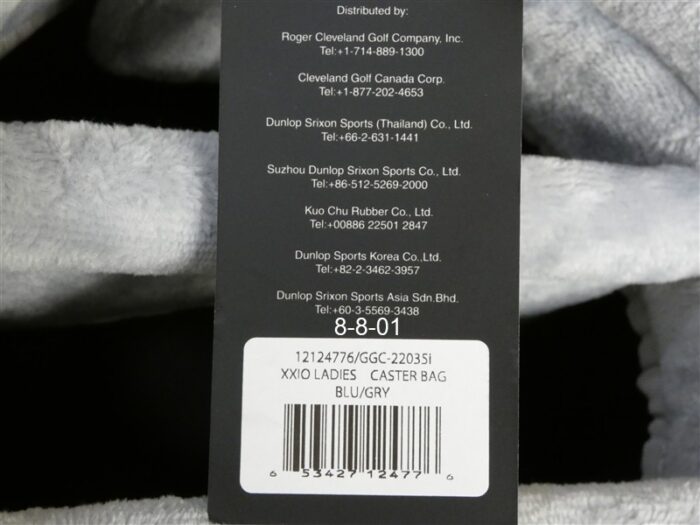 Distributed by:
Roger Cleveland Golf Company, Inc.
Tel:+1-714-889-1300
Cleveland Golf Canada Corp.
Tel:+1-877-202-4653
Dunlop Srixon Sports (Thailand) Co., Ltd.
Tel:+66-2-631-1441
Suzhou Dunlop Srixon Sports Co., Ltd.
Tel:+86-512-5269-2000
Kuo Chu Rubber Co., Ltd.
Tel:+00886 22501 2847
Dunlop Sports Korea Co.,Ltd.
Tel:+82-2-3462-3957
Dunlop Srixon Sports Asia Sdn.Bhd.
Tel:+60-3-5569-3438
8-8-01
12124776/GGC-22035i
XXIO LADIES CASTER BAG
BLU/GRY
6 53427 12477 6